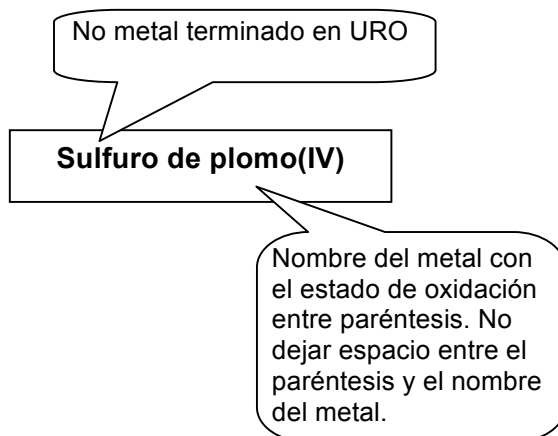 No metal terminado en URO
Sulfuro de plomo(IV)
Nombre del metal con
el estado de oxidación
entre paréntesis. No
dejar espacio entre el
paréntesis y el nombre
del metal.